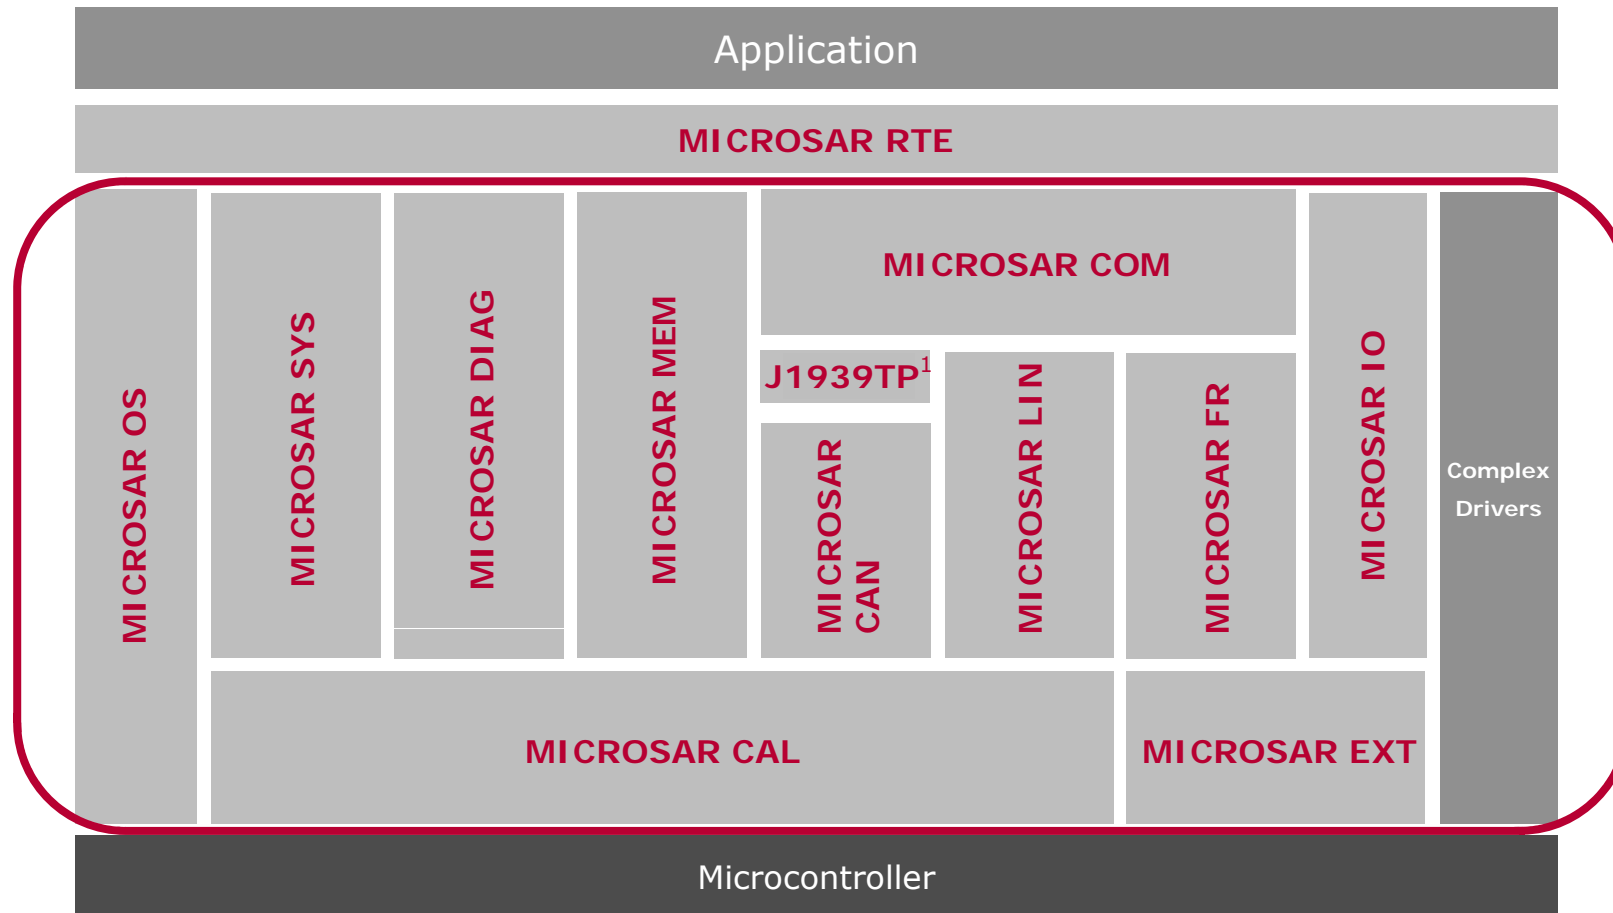 Application
MICROSAR RTE
MICROSAR OS
MICROSAR SYS
MICROSAR DIAG
MICROSAR MEM
MICROSAR COM
J1939TP1
MICROSAR
CAN
MICROSAR LIN
MICROSAR FR
MICROSAR IO
Complex
Drivers
MICROSAR CAL
MICROSAR EXT
Microcontroller